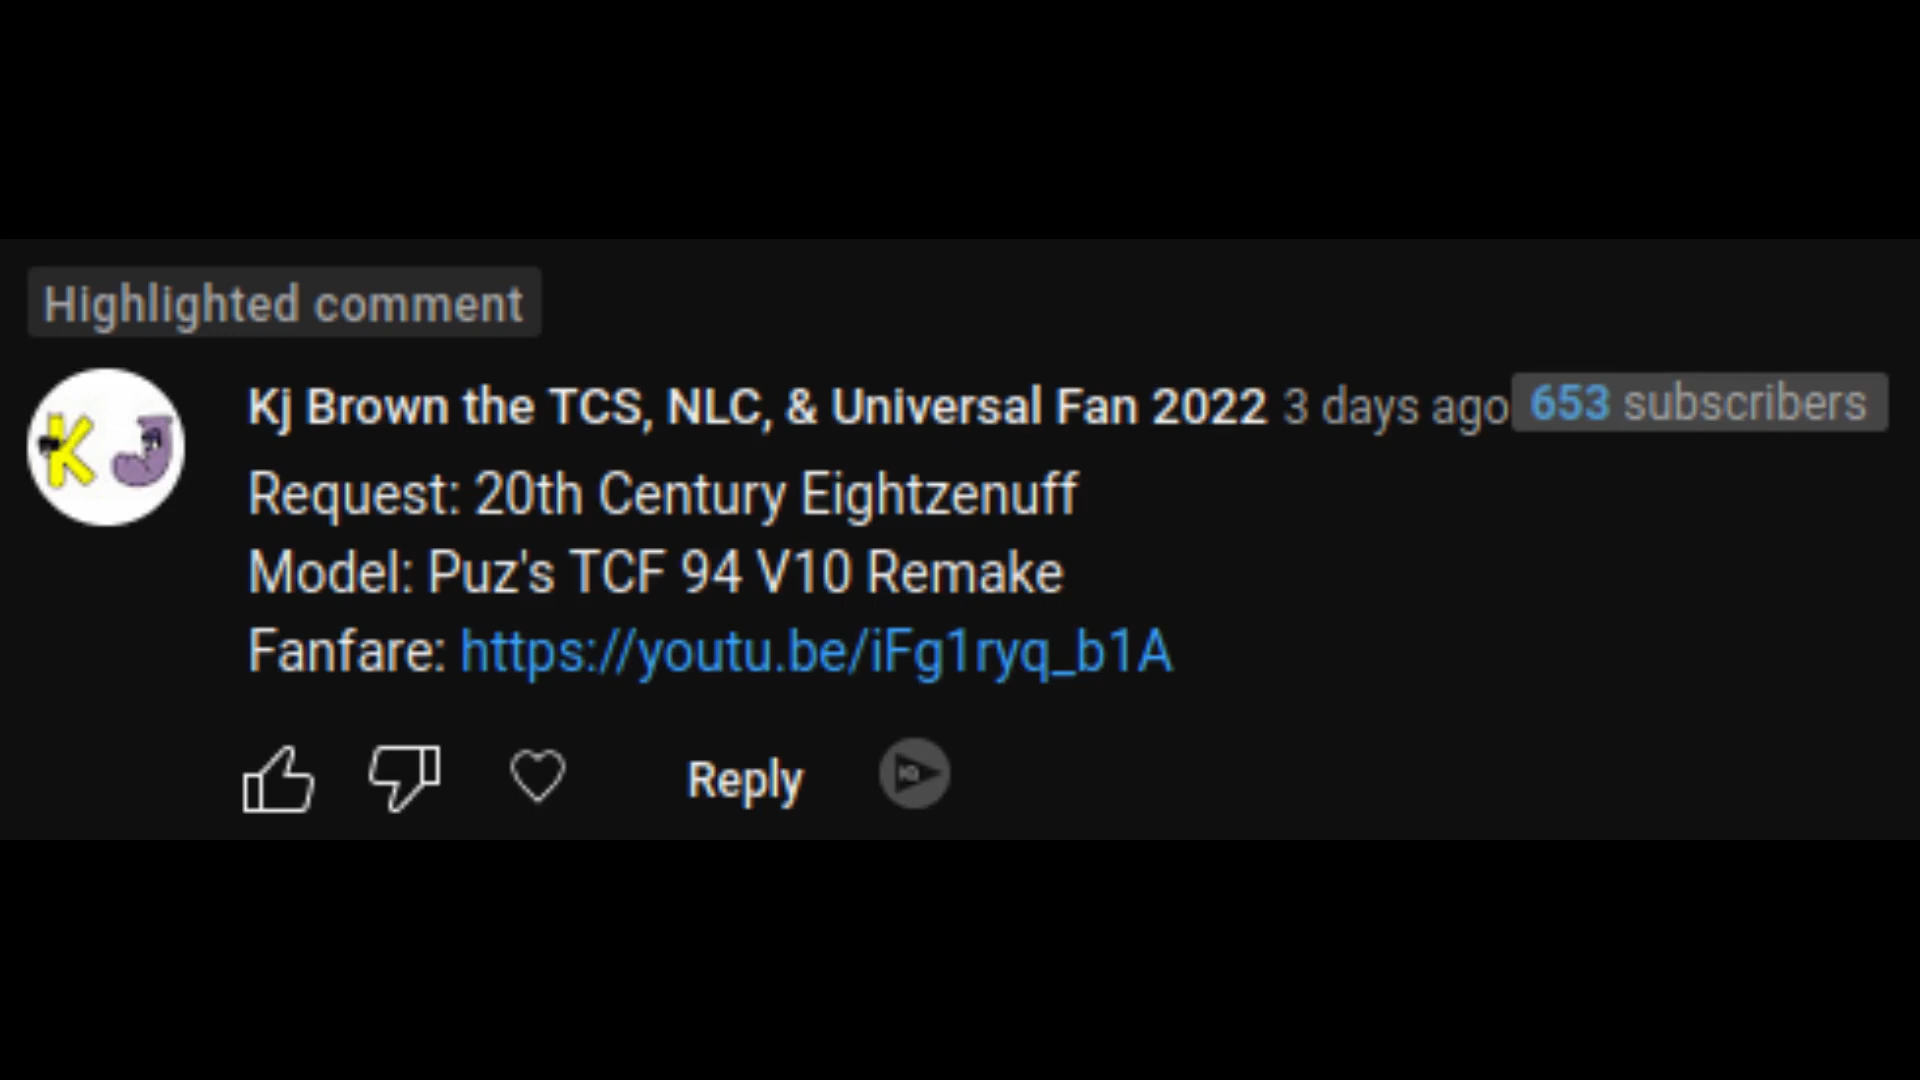 Highlighted comment
Kj Brown the TCS, NLC, & Universal Fan 2022 3 days ago 653 subscribers
K J
Request: 20th Century Eightzenuff
Model: Puz's TCF 94 V10 Remake
Fanfare: https://youtu.be/iFg1ryq_b1A
Reply